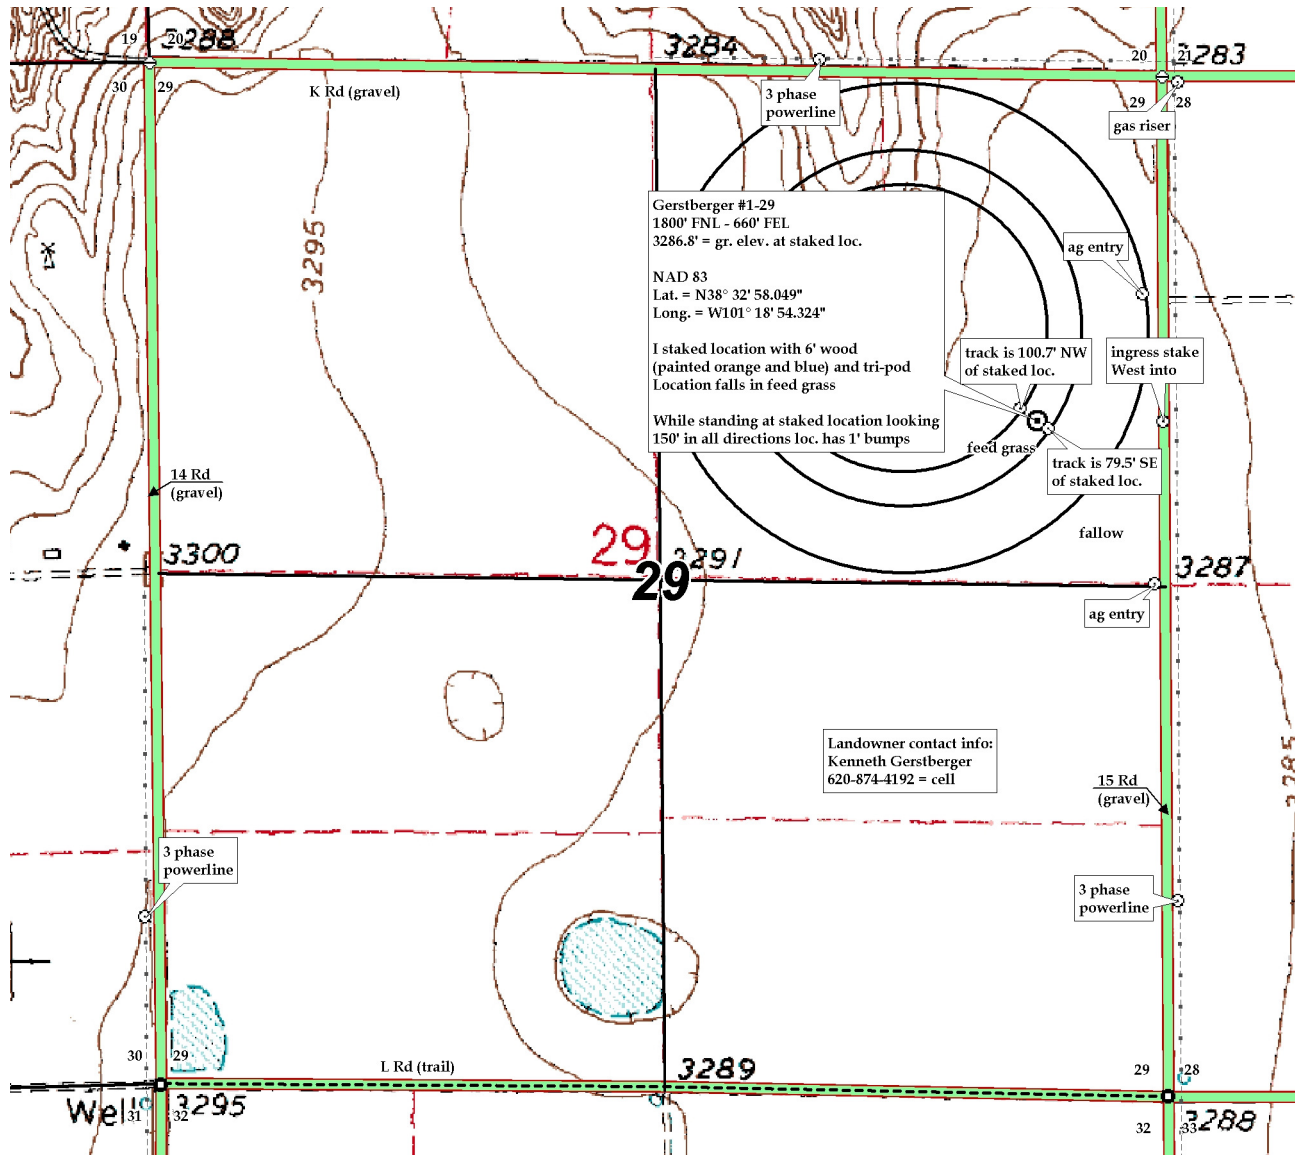 19 20
3288
3284
20 21
3283
30 29
K Rd (gravel)
3 phase
powerline
29 28
gas riser
Gerstberger #1-29
1800' FNL - 660' FEL
3286.8' = gr. elev. at staked loc.
NAD 83
Lat. = N38° 32' 58.049"
Long. = W101° 18' 54.324"
I staked location with 6' wood
(painted orange and blue) and tri-pod
Location falls in feed grass
While standing at staked location looking
150' in all directions loc. has 1' bumps
3295
ag entry
track is 100.7' NW
of staked loc.
ingress stake
West into
feed grass
track is 79.5' SE
of staked loc.
14 Rd
(gravel)
fallow
3300
29
3291
29
3287
ag entry
Landowner contact info:
Kenneth Gerstberger
620-874-4192 = cell
3285
15 Rd
(gravel)
3 phase
powerline
3 phase
powerline
30 29
L Rd (trail)
3289
29 28
Well
31 32
3295
32 33
3288